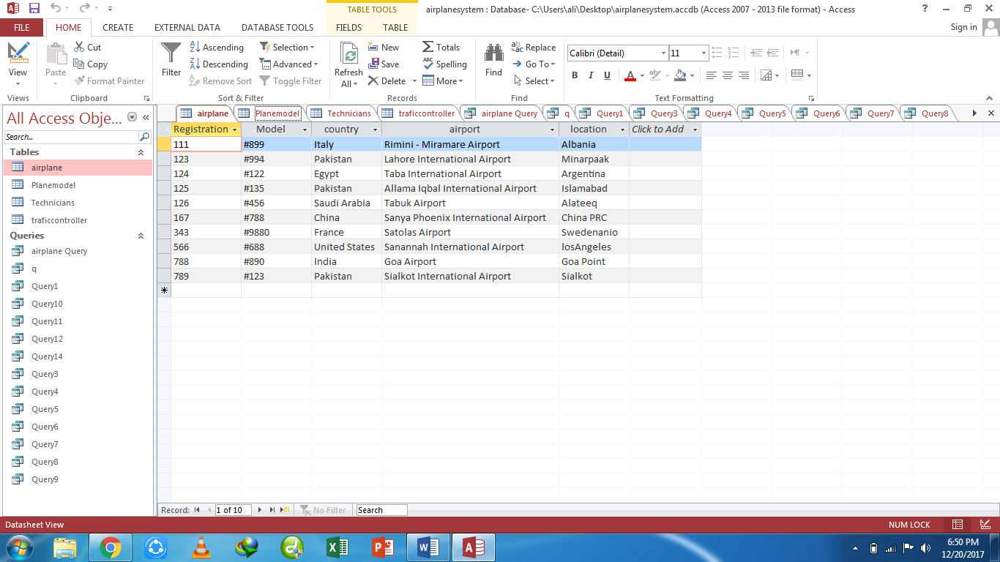 TABLE TOOLS
airplanesystem : Database- C:\Users\ali\Desktop\airplanesystem.accdb (Access 2007 - 2013 file format) - Access
FILE HOME CREATE EXTERNAL DATA DATABASE TOOLS FIELDS TABLE Sign in
View
Views
Paste
Cut
Copy
Format Painter
Clipboard
Filter
Ascending
Descending
Remove Sort
Selection
Advanced
Toggle Filter
Sort & Filter
Refresh
All
New
Save
Delete
Totals
Spelling
More
Records
Find
Replace
Go To
Select
Find
Calibri (Detail) 11
B I U A
Text Formatting
All Access Obje...
Search...
Tables
airplane
Planemodel
Technicians
traficcontroller
Queries
airplane Query
q
Query1
Query10
Query11
Query12
Query14
Query3
Query4
Query5
Query6
Query7
Query8
Query9
airplane Planemodel Technicians traficcontroller airplane Query q Query1 Query3 Query4 Query5 Query6 Query7 Query8
Registration Model country airport location Click to Add
111 #899 Italy Rimini - Miramare Airport Albania
123 #994 Pakistan Lahore International Airport Minarpaak
124 #122 Egypt Taba International Airport Argentina
125 #135 Pakistan Allama Iqbal International Airport Islamabad
126 #456 Saudi Arabia Tabuk Airport Alateeq
167 #788 China Sanya Phoenix International Airport China PRC
343 #9880 France Satolas Airport Swedenanio
566 #688 United States Sanannah International Airport losAngeles
788 #890 India Goa Airport Goa Point
789 #123 Pakistan Sialkot International Airport Sialkot
Record: 1 of 10 No Filter Search
Datasheet View NUM LOCK
6:50 PM
12/20/2017